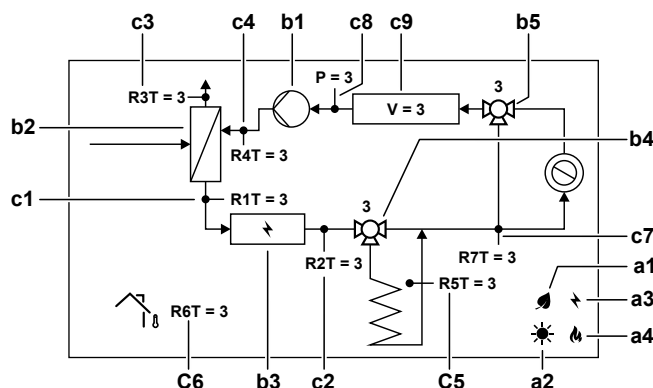 c3
c4
b1
c8
c9
b5
P = 3
3
R3T = 3
V = 3
b2
b4
R4T = 3
3
c1
R1T = 3
c7
R2T = 3
R7T = 3
R5T = 3
a1
R6T = 3
a3
a4
C6
b3
c2
C5
a2